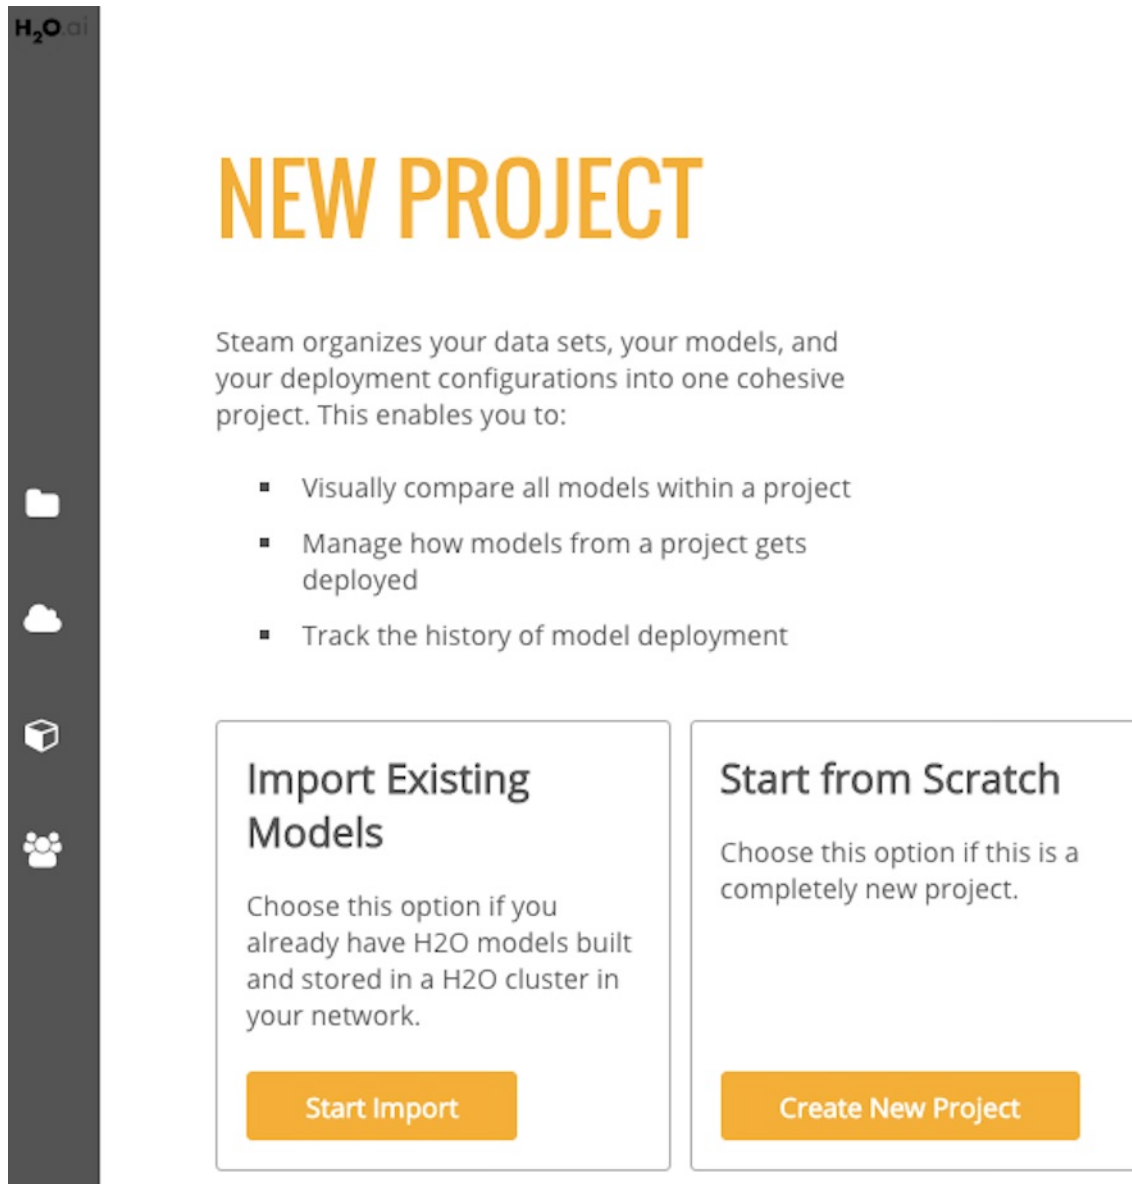 H2O.ai
NEW PROJECT
Steam organizes your data sets, your models, and
your deployment configurations into one cohesive
project. This enables you to:
▪ Visually compare all models within a project
▪ Manage how models from a project gets
deployed
▪ Track the history of model deployment
Import Existing
Models
Choose this option if you
already have H2O models built
and stored in a H2O cluster in
your network.
Start Import
Start from Scratch
Choose this option if this is a
completely new project.
Create New Project